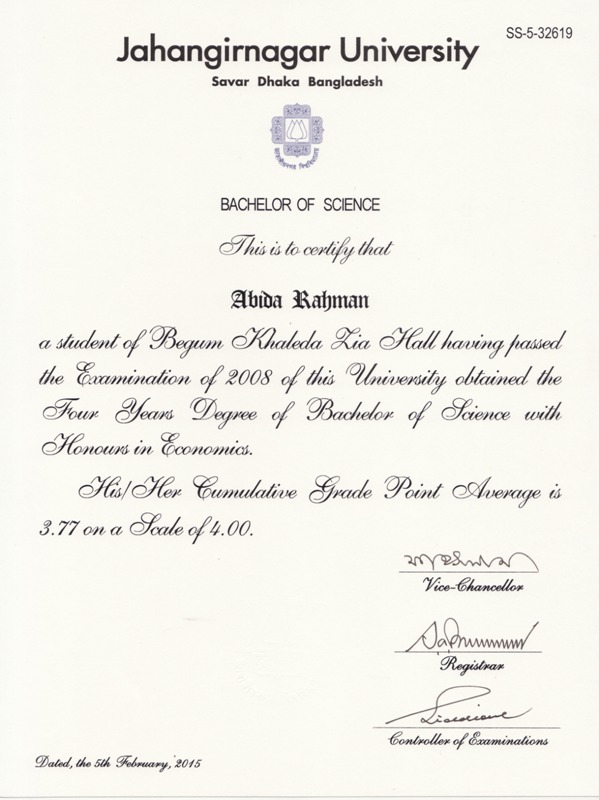 SS-5-32619
Jahangirnagar University
Savar Dhaka Bangladesh
জাহাঙ্গীরনগর বিশ্ববিদ্যালয়
BACHELOR OF SCIENCE
This is to certify that
Abida Rahman
a student of Begum Khaleda Zia Hall having passed
the Examination of 2008 of this University obtained the
Four Years Degree of Bachelor of Science with
Honours in Economics.
His/Her Cumulative Grade Point Average is
3.77 on a Scale of 4.00.
Vice-Chancellor
Registrar
Controller of Examinations
Dated, the 5th February, 2015